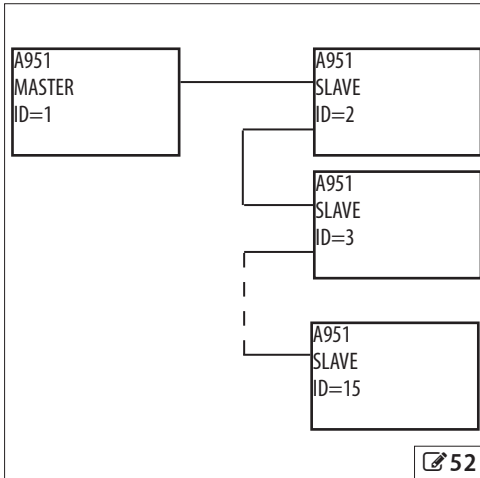 A951
MASTER
ID=1
A951
SLAVE
ID=2
A951
SLAVE
ID=3
A951
SLAVE
ID=15
52